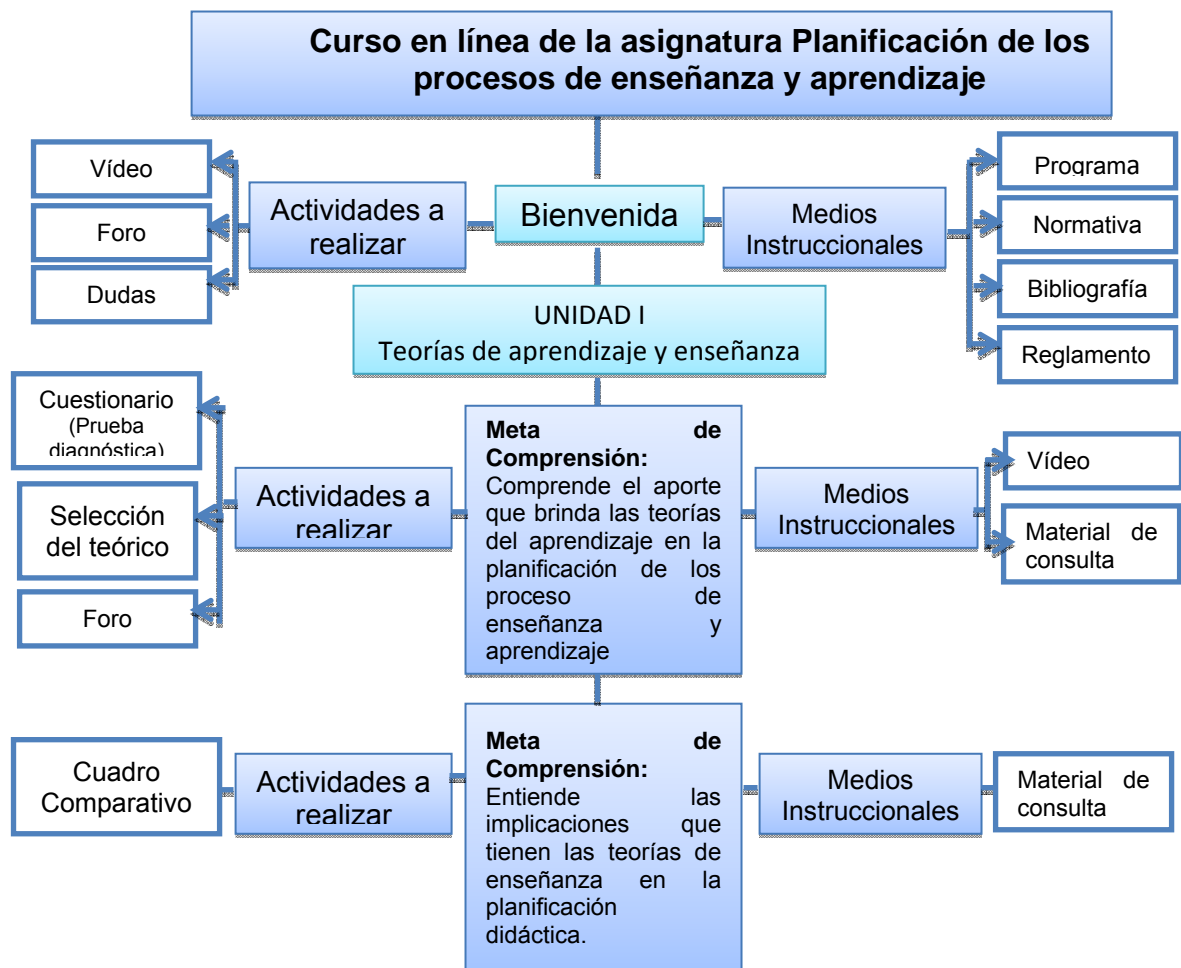 Curso en línea de la asignatura Planificación de los
procesos de enseñanza y aprendizaje
Vídeo
Foro
Dudas
Actividades a
realizar
Bienvenida
Medios
Instruccionales
Programa
Normativa
Bibliografía
Reglamento
UNIDAD I
Teorías de aprendizaje y enseñanza
Cuestionario
(Prueba
diagnóstica)
Selección
del teórico
Foro
Actividades a
realizar
Meta de
Comprensión:
Comprende el aporte
que brinda las teorías
del aprendizaje en la
planificación de los
proceso de
enseñanza y
aprendizaje
Medios
Instruccionales
Vídeo
Material de
consulta
Cuadro
Comparativo
Actividades a
realizar
Meta de
Comprensión:
Entiende las
implicaciones que
tienen las teorías de
enseñanza en la
planificación
didáctica.
Medios
Instruccionales
Material de
consulta